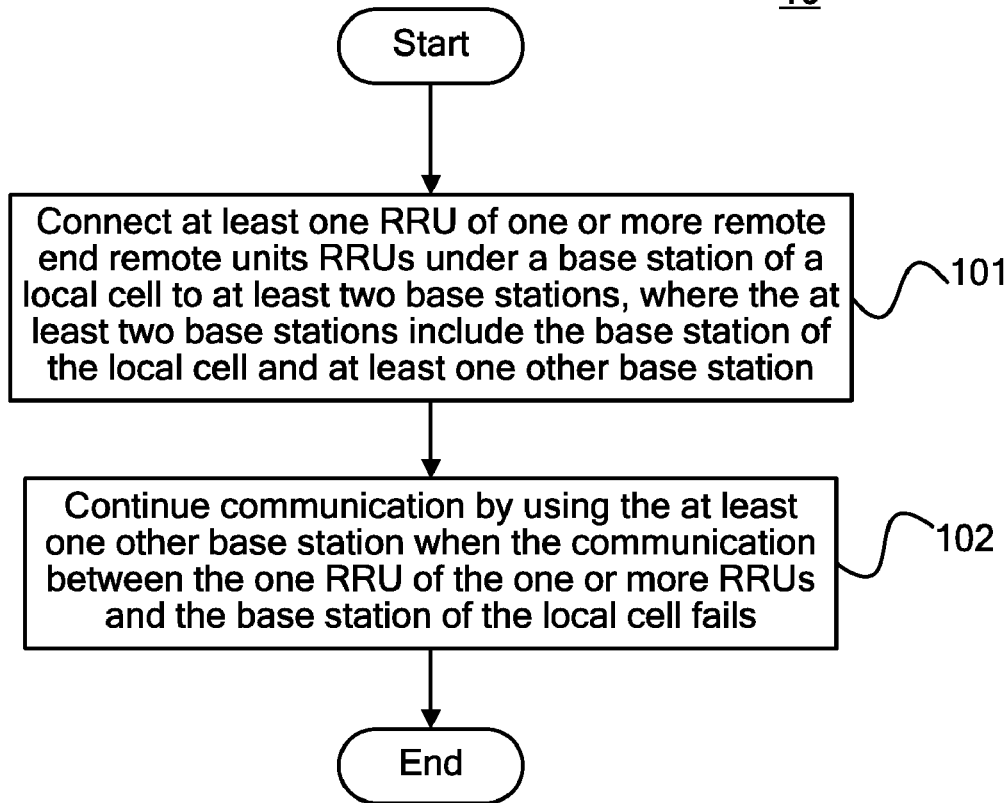 Start
Connect at least one RRU of one or more remote
end remote units RRUs under a base station of a
local cell to at least two base stations, where the at
least two base stations include the base station of
the local cell and at least one other base station
101
Continue communication by using the at least
one other base station when the communication
between the one RRU of the one or more RRUs
and the base station of the local cell fails
102
End